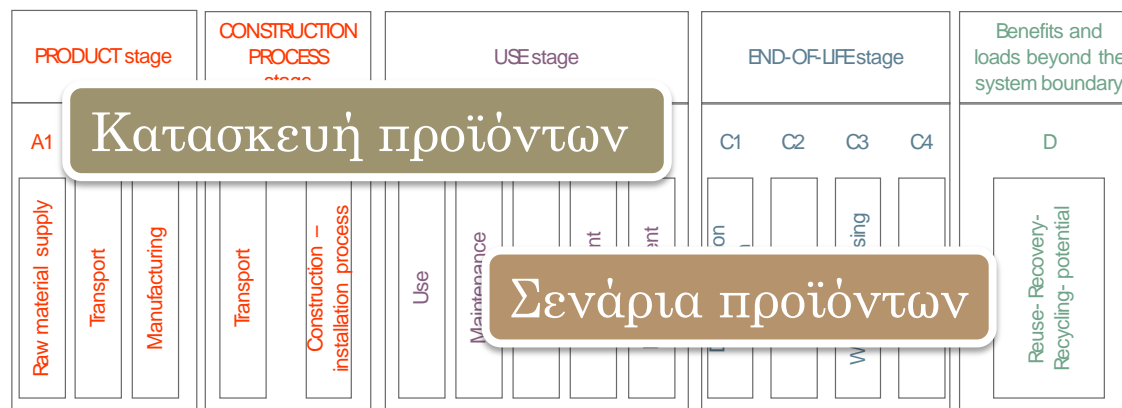 PRODUCT stage
CONSTRUCTION
PROCESS
USE stage
END-OF-LIFE stage
Benefits and
loads beyond the
system boundary
A1
Κατασκευή προϊόντων
C1
C2
C3
C4
D
Raw material supply
Transport
Manufacturing
Transport
Construction –
installation process
Use
Maintenance
Σενάρια προϊόντων
Reuse- Recovery-
Recycling- potential